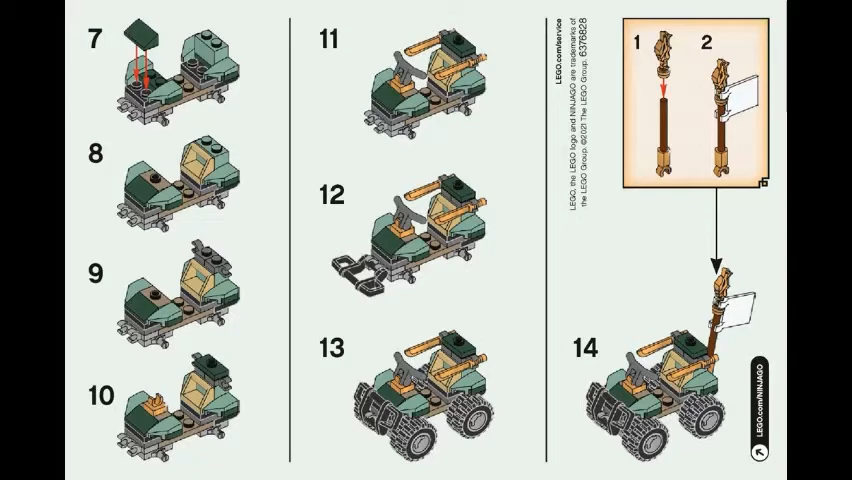 7
8
9
10
11
12
13
LEGO.com/service
LEGO, the LEGO logo and NINJAGO are trademarks of
the LEGO Group. ©2021 The LEGO Group. 6376828
1
2
14
LEGO.com/NINJAGO